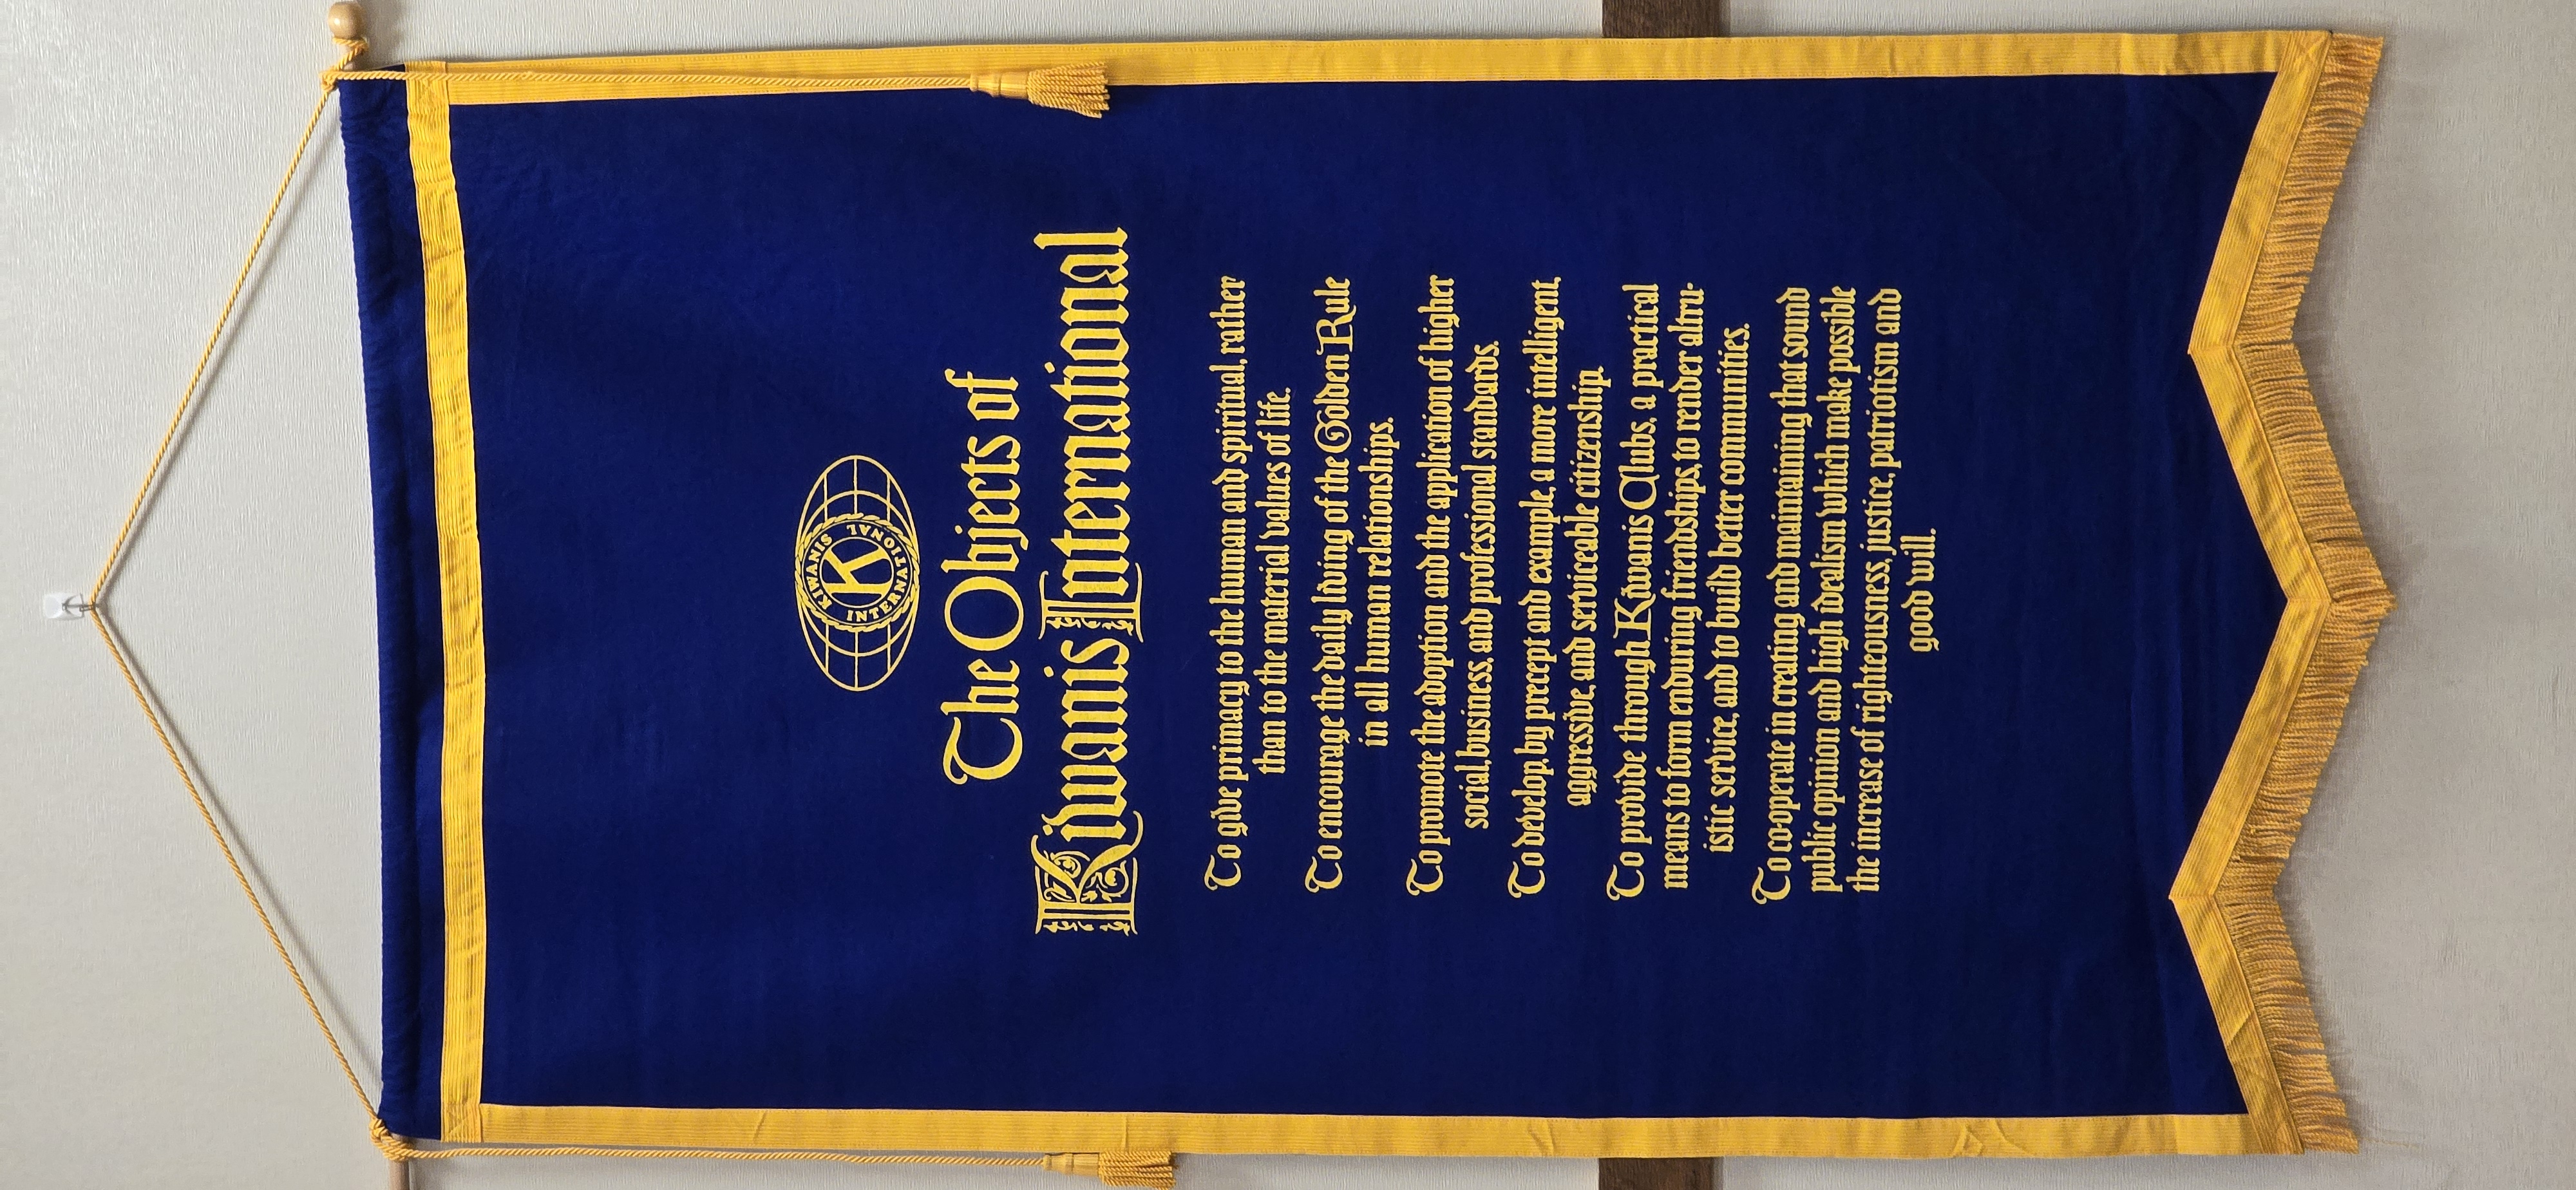 KIWANIS
K
INTERNATIONAL
The Objects of
Kiwanis International
To give primacy to the human and spiritual, rather
than to the material values of life.
To encourage the daily living of the Golden Rule
in all human relationships.
To promote the adoption and the application of higher
social, business, and professional standards.
To develop, by precept and example, a more intelligent,
aggressive, and serviceable citizenship.
To provide through Kiwanis Clubs, a practical
means to form enduring friendships, to render altru-
istic service, and to build better communities.
To co-operate in creating and maintaining that sound
public opinion and high idealism which make possible
the increase of righteousness, justice, patriotism and
good will.